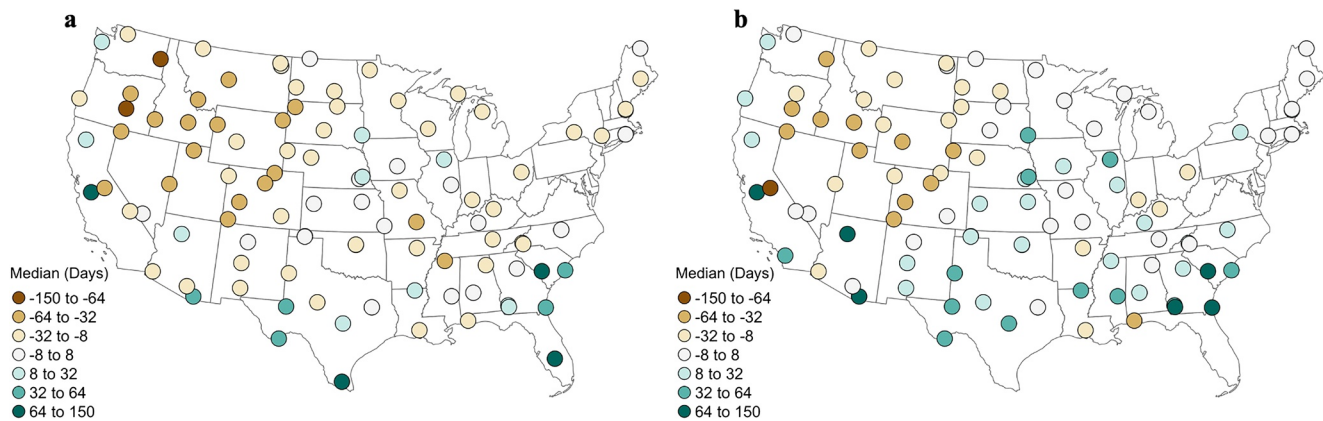 a
Median (Days)
-150 to -64
-64 to -32
-32 to -8
-8 to 8
8 to 32
32 to 64
64 to 150
b
Median (Days)
-150 to -64
-64 to -32
-32 to -8
-8 to 8
8 to 32
32 to 64
64 to 150